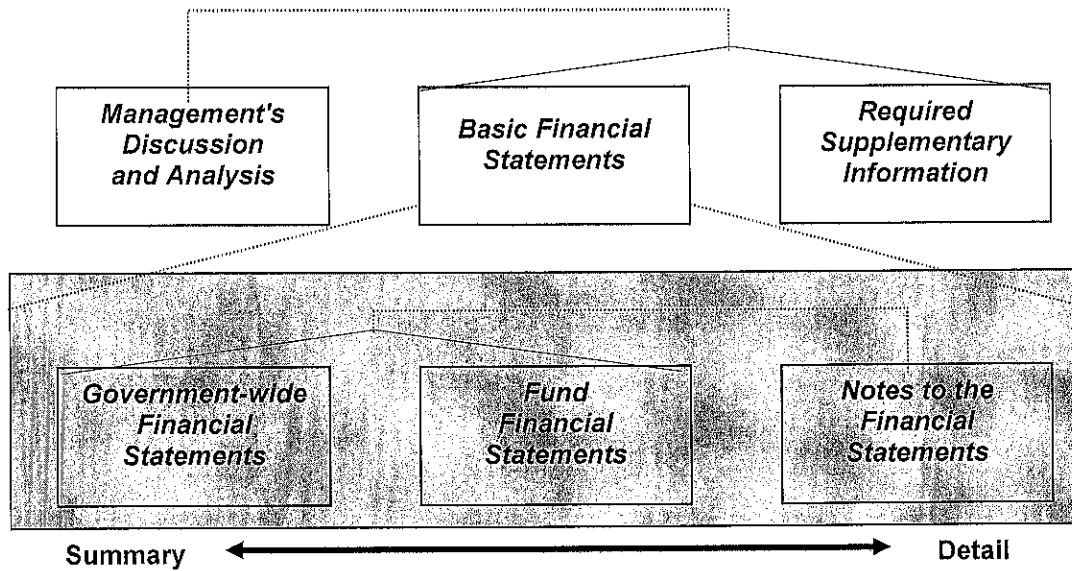 Management's
Discussion
and Analysis
Basic Financial
Statements
Required
Supplementary
Information
Government-wide
Financial
Statements
Fund
Financial
Statements
Notes to the
Financial
Statements
Summary
Detail